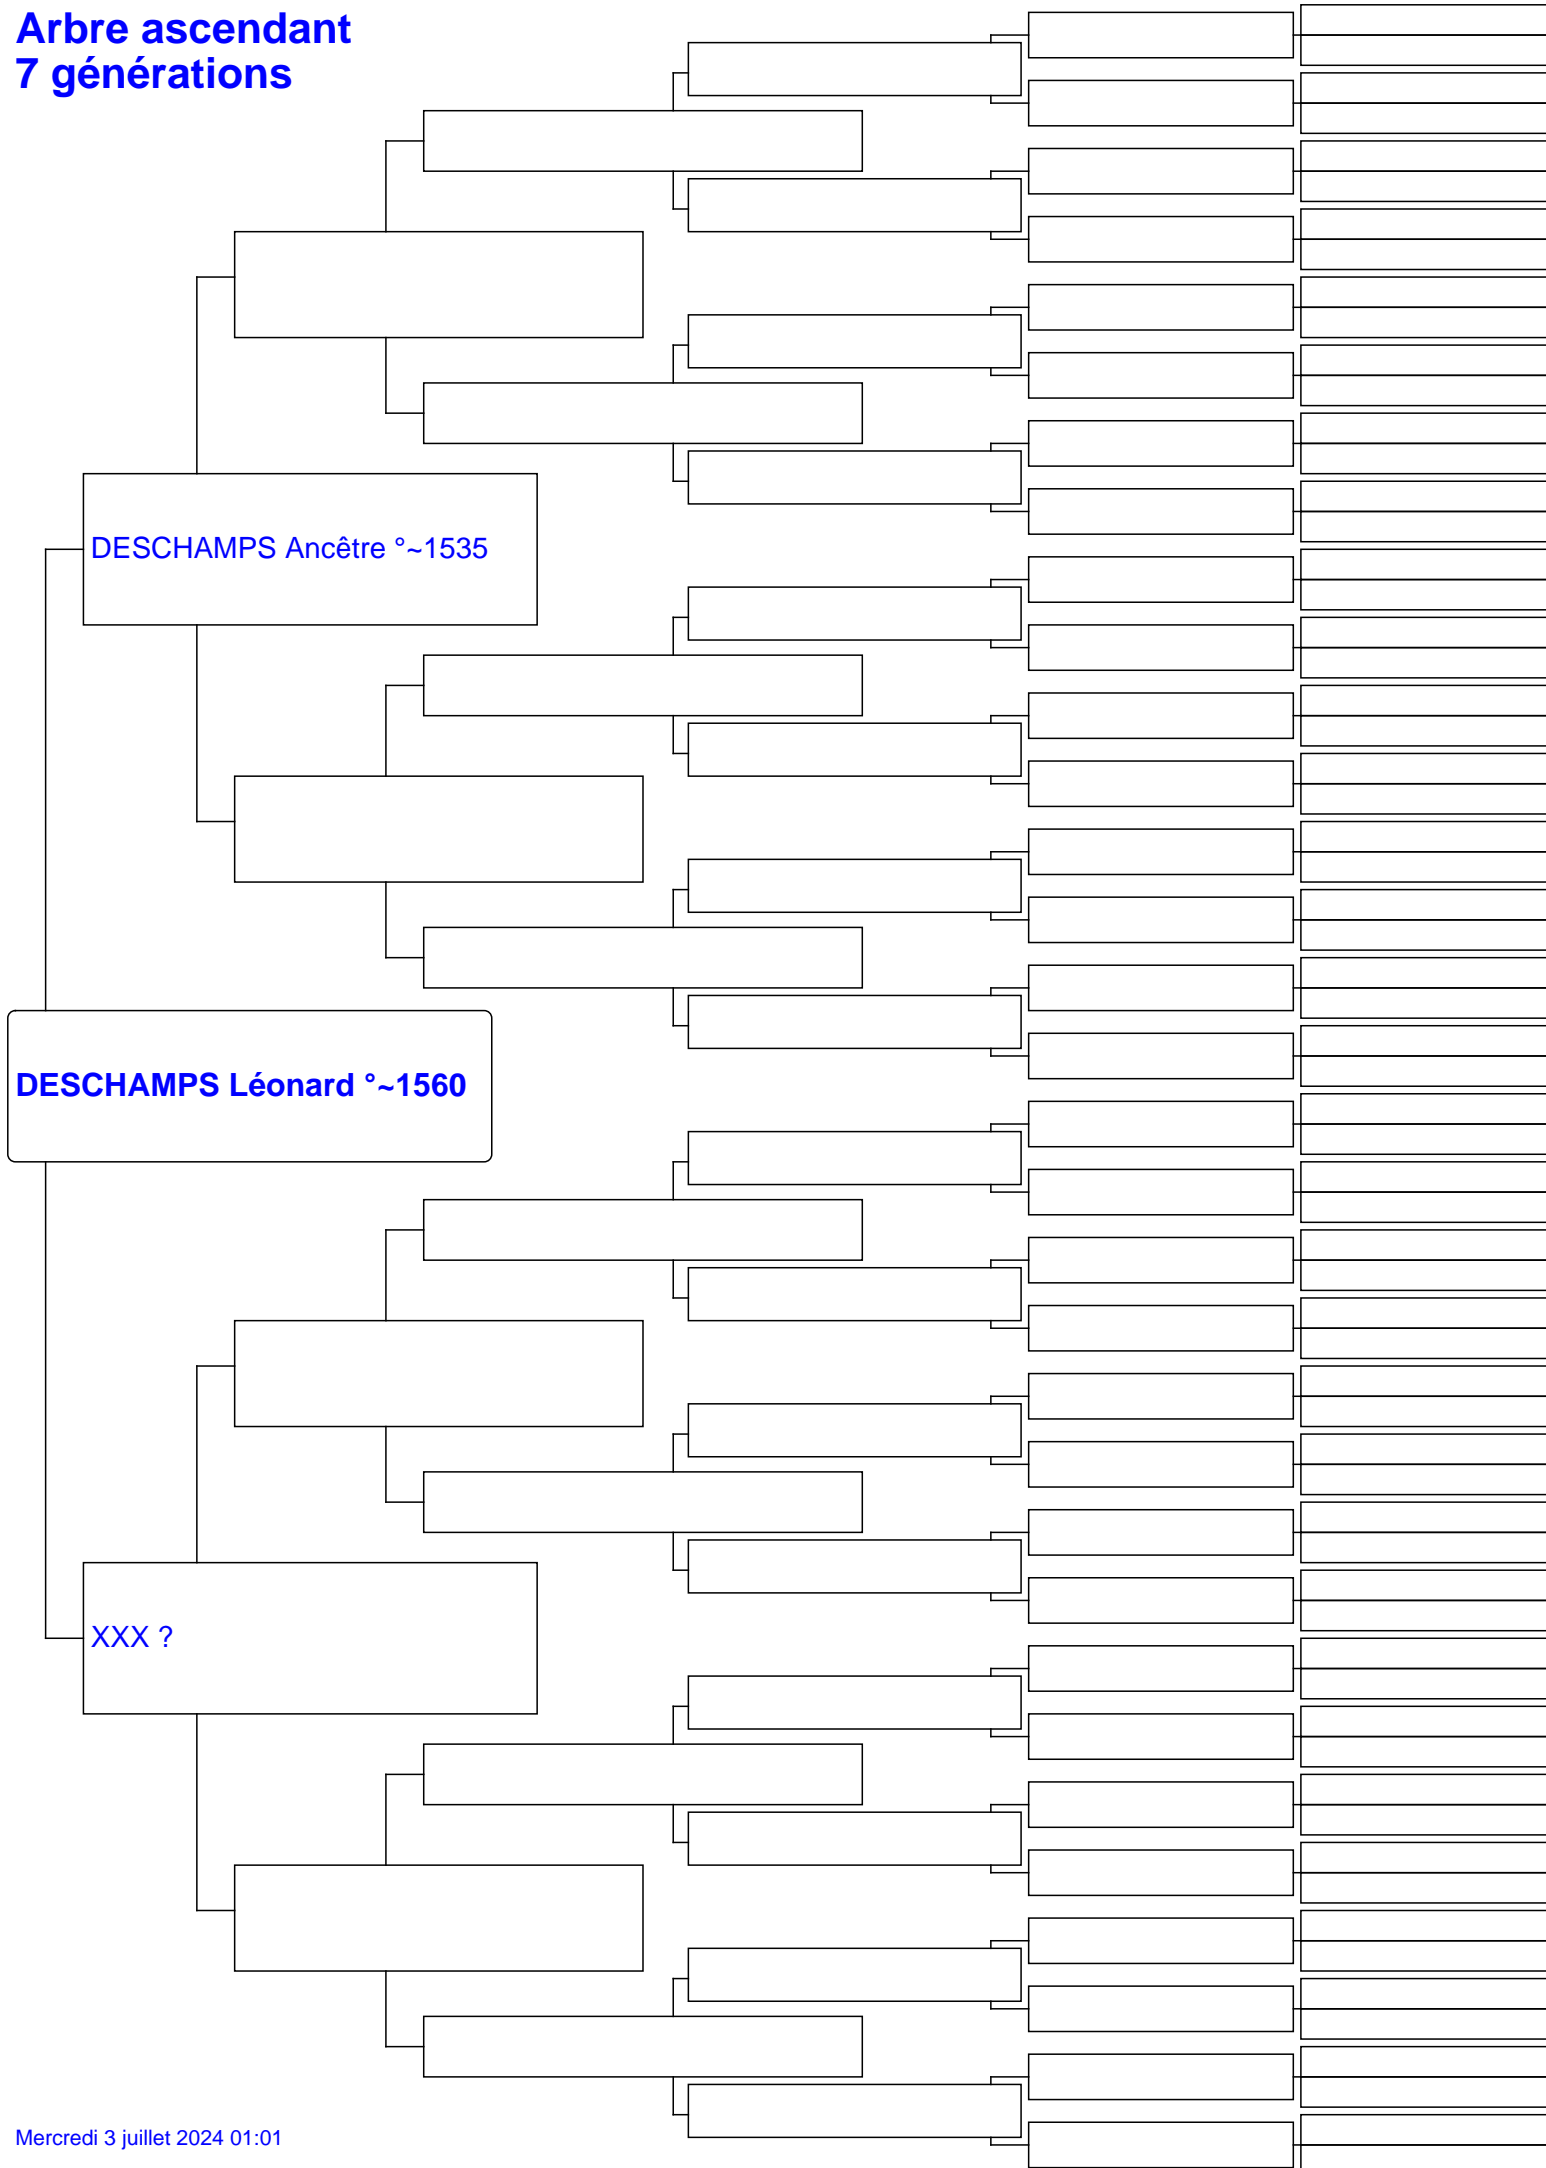 Arbre ascendant
7 générations
DESCHAMPS Ancêtre °~1535
DESCHAMPS Léonard °~1560
XXX ?
Mercredi 3 juillet 2024 01:01